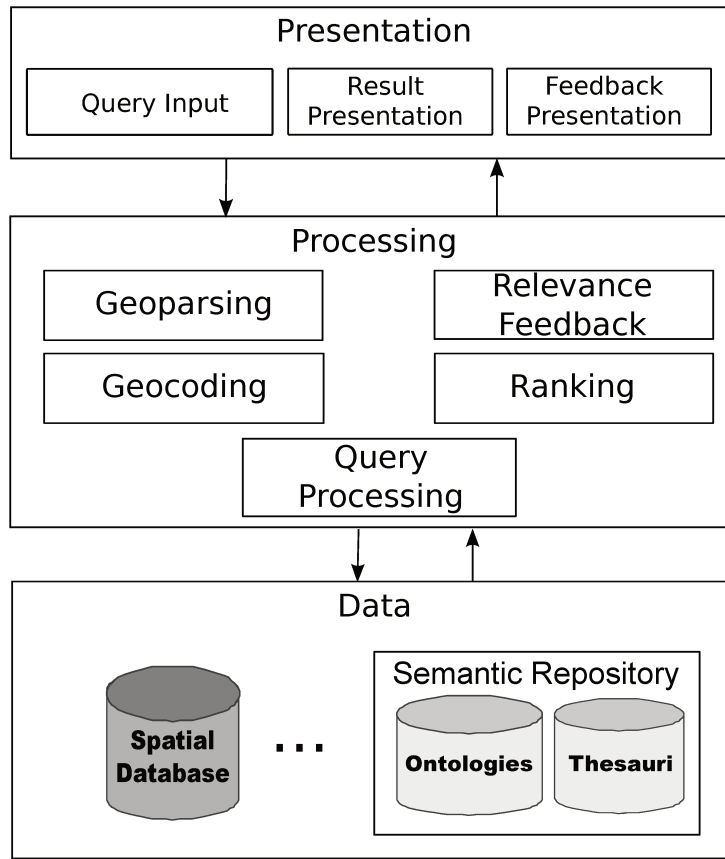 Presentation
Query Input
Result
Presentation
Feedback
Presentation
Processing
Geoparsing
Relevance
Feedback
Geocoding
Ranking
Query
Processing
Data
Spatial
Database
...
Semantic Repository
Ontologies
Thesauri